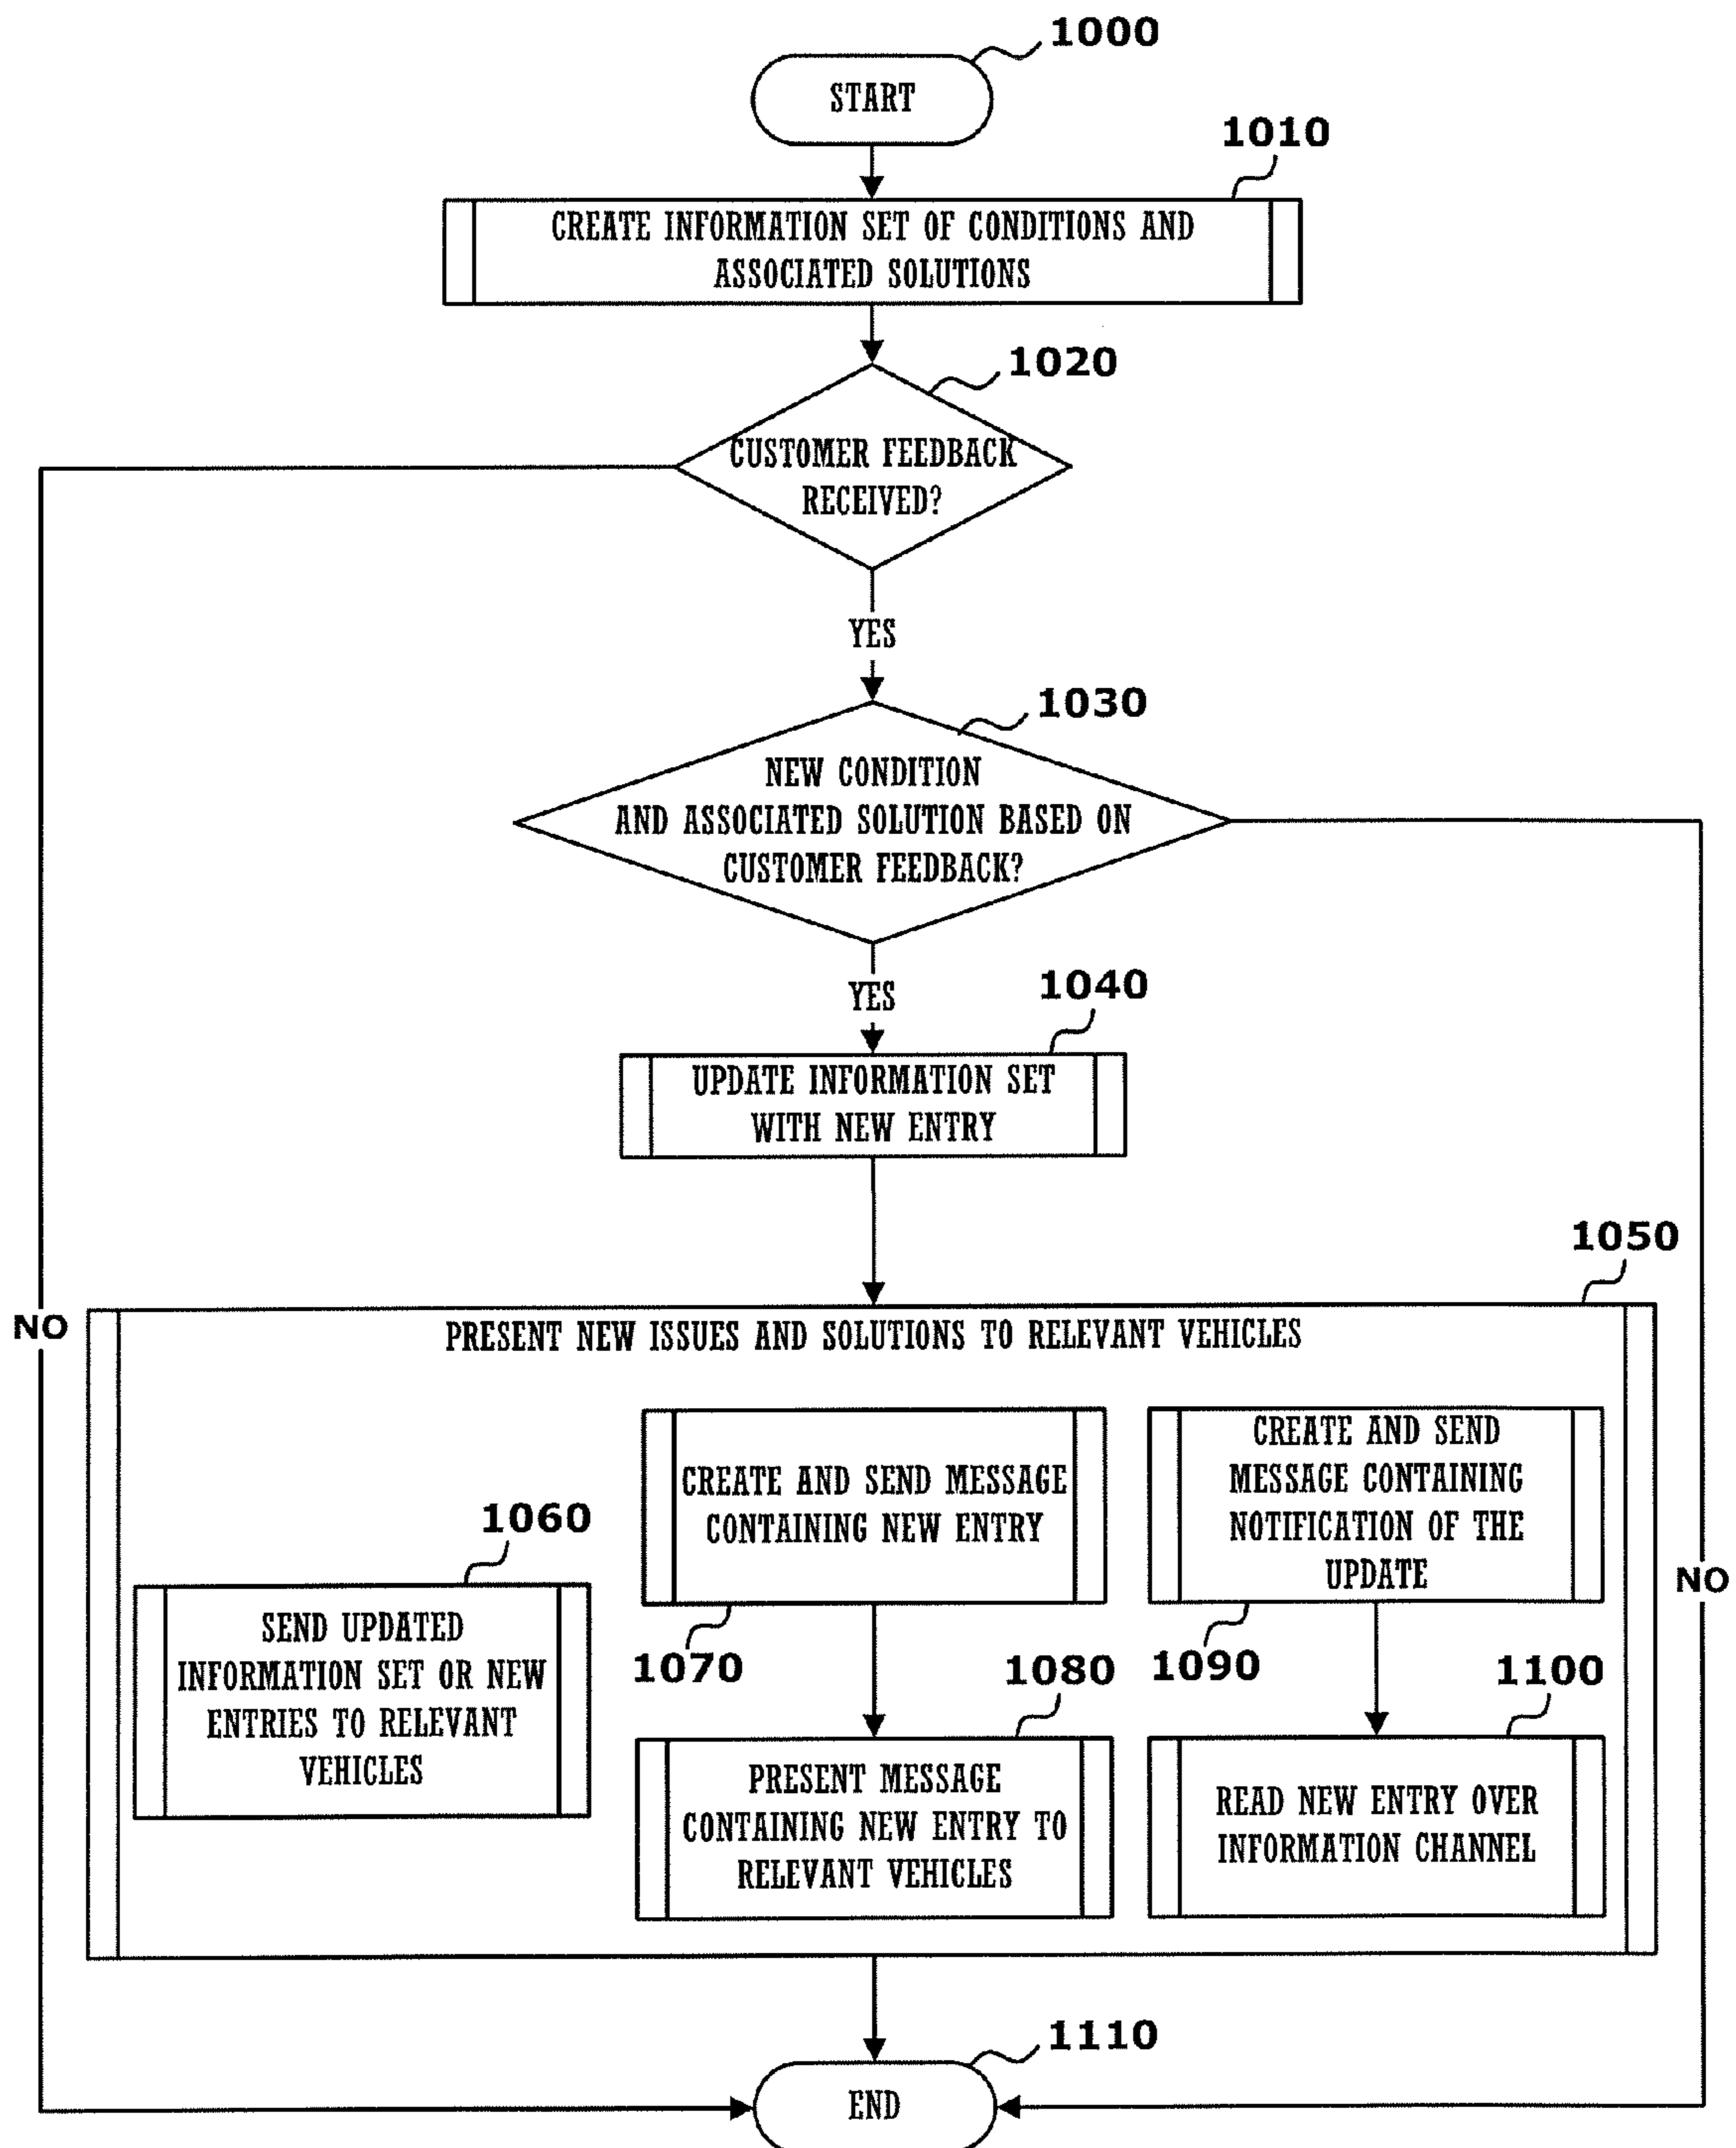 1000
START
1010
CREATE INFORMATION SET OF CONDITIONS AND
ASSOCIATED SOLUTIONS
1020
CUSTOMER FEEDBACK
RECEIVED?
YES
1030
NEW CONDITION
AND ASSOCIATED SOLUTION BASED ON
CUSTOMER FEEDBACK?
YES
1040
UPDATE INFORMATION SET
WITH NEW ENTRY
1050
NO
PRESENT NEW ISSUES AND SOLUTIONS TO RELEVANT VEHICLES
1060
SEND UPDATED
INFORMATION SET OR NEW
ENTRIES TO RELEVANT
VEHICLES
CREATE AND SEND MESSAGE
CONTAINING NEW ENTRY
1070
1080
PRESENT MESSAGE
CONTAINING NEW ENTRY TO
RELEVANT VEHICLES
CREATE AND SEND
MESSAGE CONTAINING
NOTIFICATION OF THE
UPDATE
1090
1100
READ NEW ENTRY OVER
INFORMATION CHANNEL
NO
1110
END